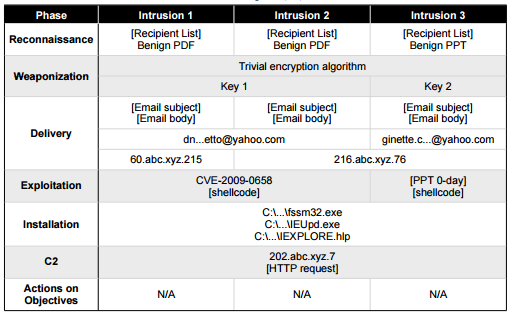 Phase Intrusion 1 Intrusion 2 Intrusion 3
Reconnaissance
[Recipient List] [Recipient List] [Recipient List]
Benign PDF Benign PDF Benign PPT
Weaponization
Trivial encryption algorithm
Key 1 Key 2
Delivery
[Email subject] [Email subject] [Email subject]
[Email body] [Email body] [Email body]
dn...etto@yahoo.com ginette.c...@yahoo.com
60.abc.xyz.215 216.abc.xyz.76
Exploitation
CVE-2009-0658 [PPT 0-day]
[shellcode] [shellcode]
Installation
C:\...\fssm32.exe
C:\...\IEUpd.exe
C:\...\IEXPLORE.hlp
C2
202.abc.xyz.7
[HTTP request]
Actions on
Objectives
N/A N/A N/A